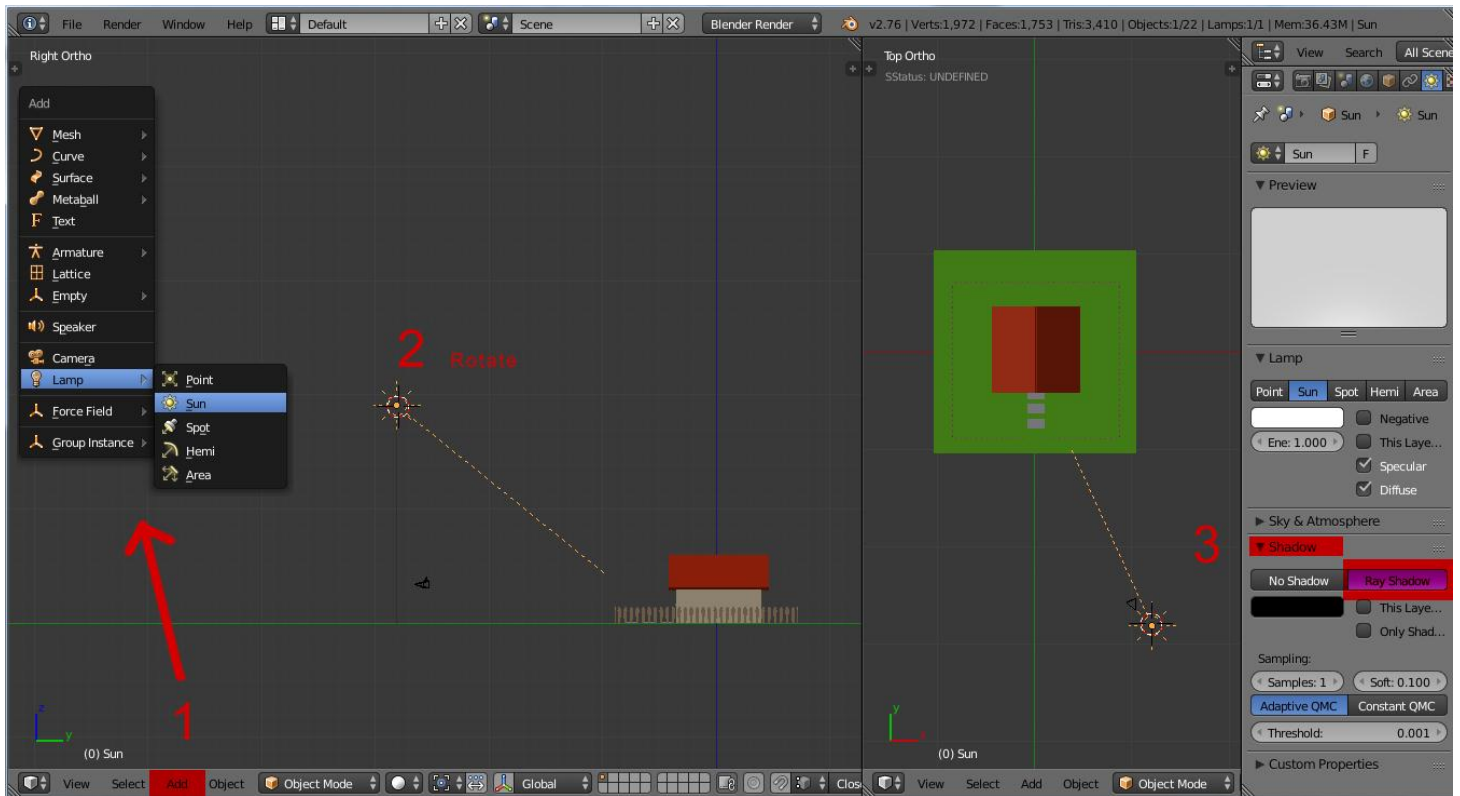 File Render Window Help Default Scene Blender Render v2.76 | Verts:1,972 | Faces:1,753 | Tris:3,410 | Objects:1/22 | Lamps:1/1 | Mem:36.43M | Sun
Right Ortho
Add
Mesh
Curve
Surface
Metaball
Text
Armature
Lattice
Empty
Speaker
Camera
Lamp
Force Field
Group Instance
Point
Sun
Spot
Hemi
Area
2 Rotate
1
z
y
(0) Sun
View Select Add Object Object Mode Global Clos
Top Ortho
SStatus: UNDEFINED
3
y
(0) Sun
View Select Add Object Object Mode
View Search All Scene
Sun Sun
Sun F
Preview
Lamp
Point Sun Spot Hemi Area
Negative
Ene: 1.000 This Laye...
Specular
Diffuse
Sky & Atmosphere
Shadow
No Shadow Ray Shadow
This Laye...
Only Shad...
Sampling:
Samples: 1 Soft: 0.100
Adaptive QMC Constant QMC
Threshold: 0.001
Custom Properties